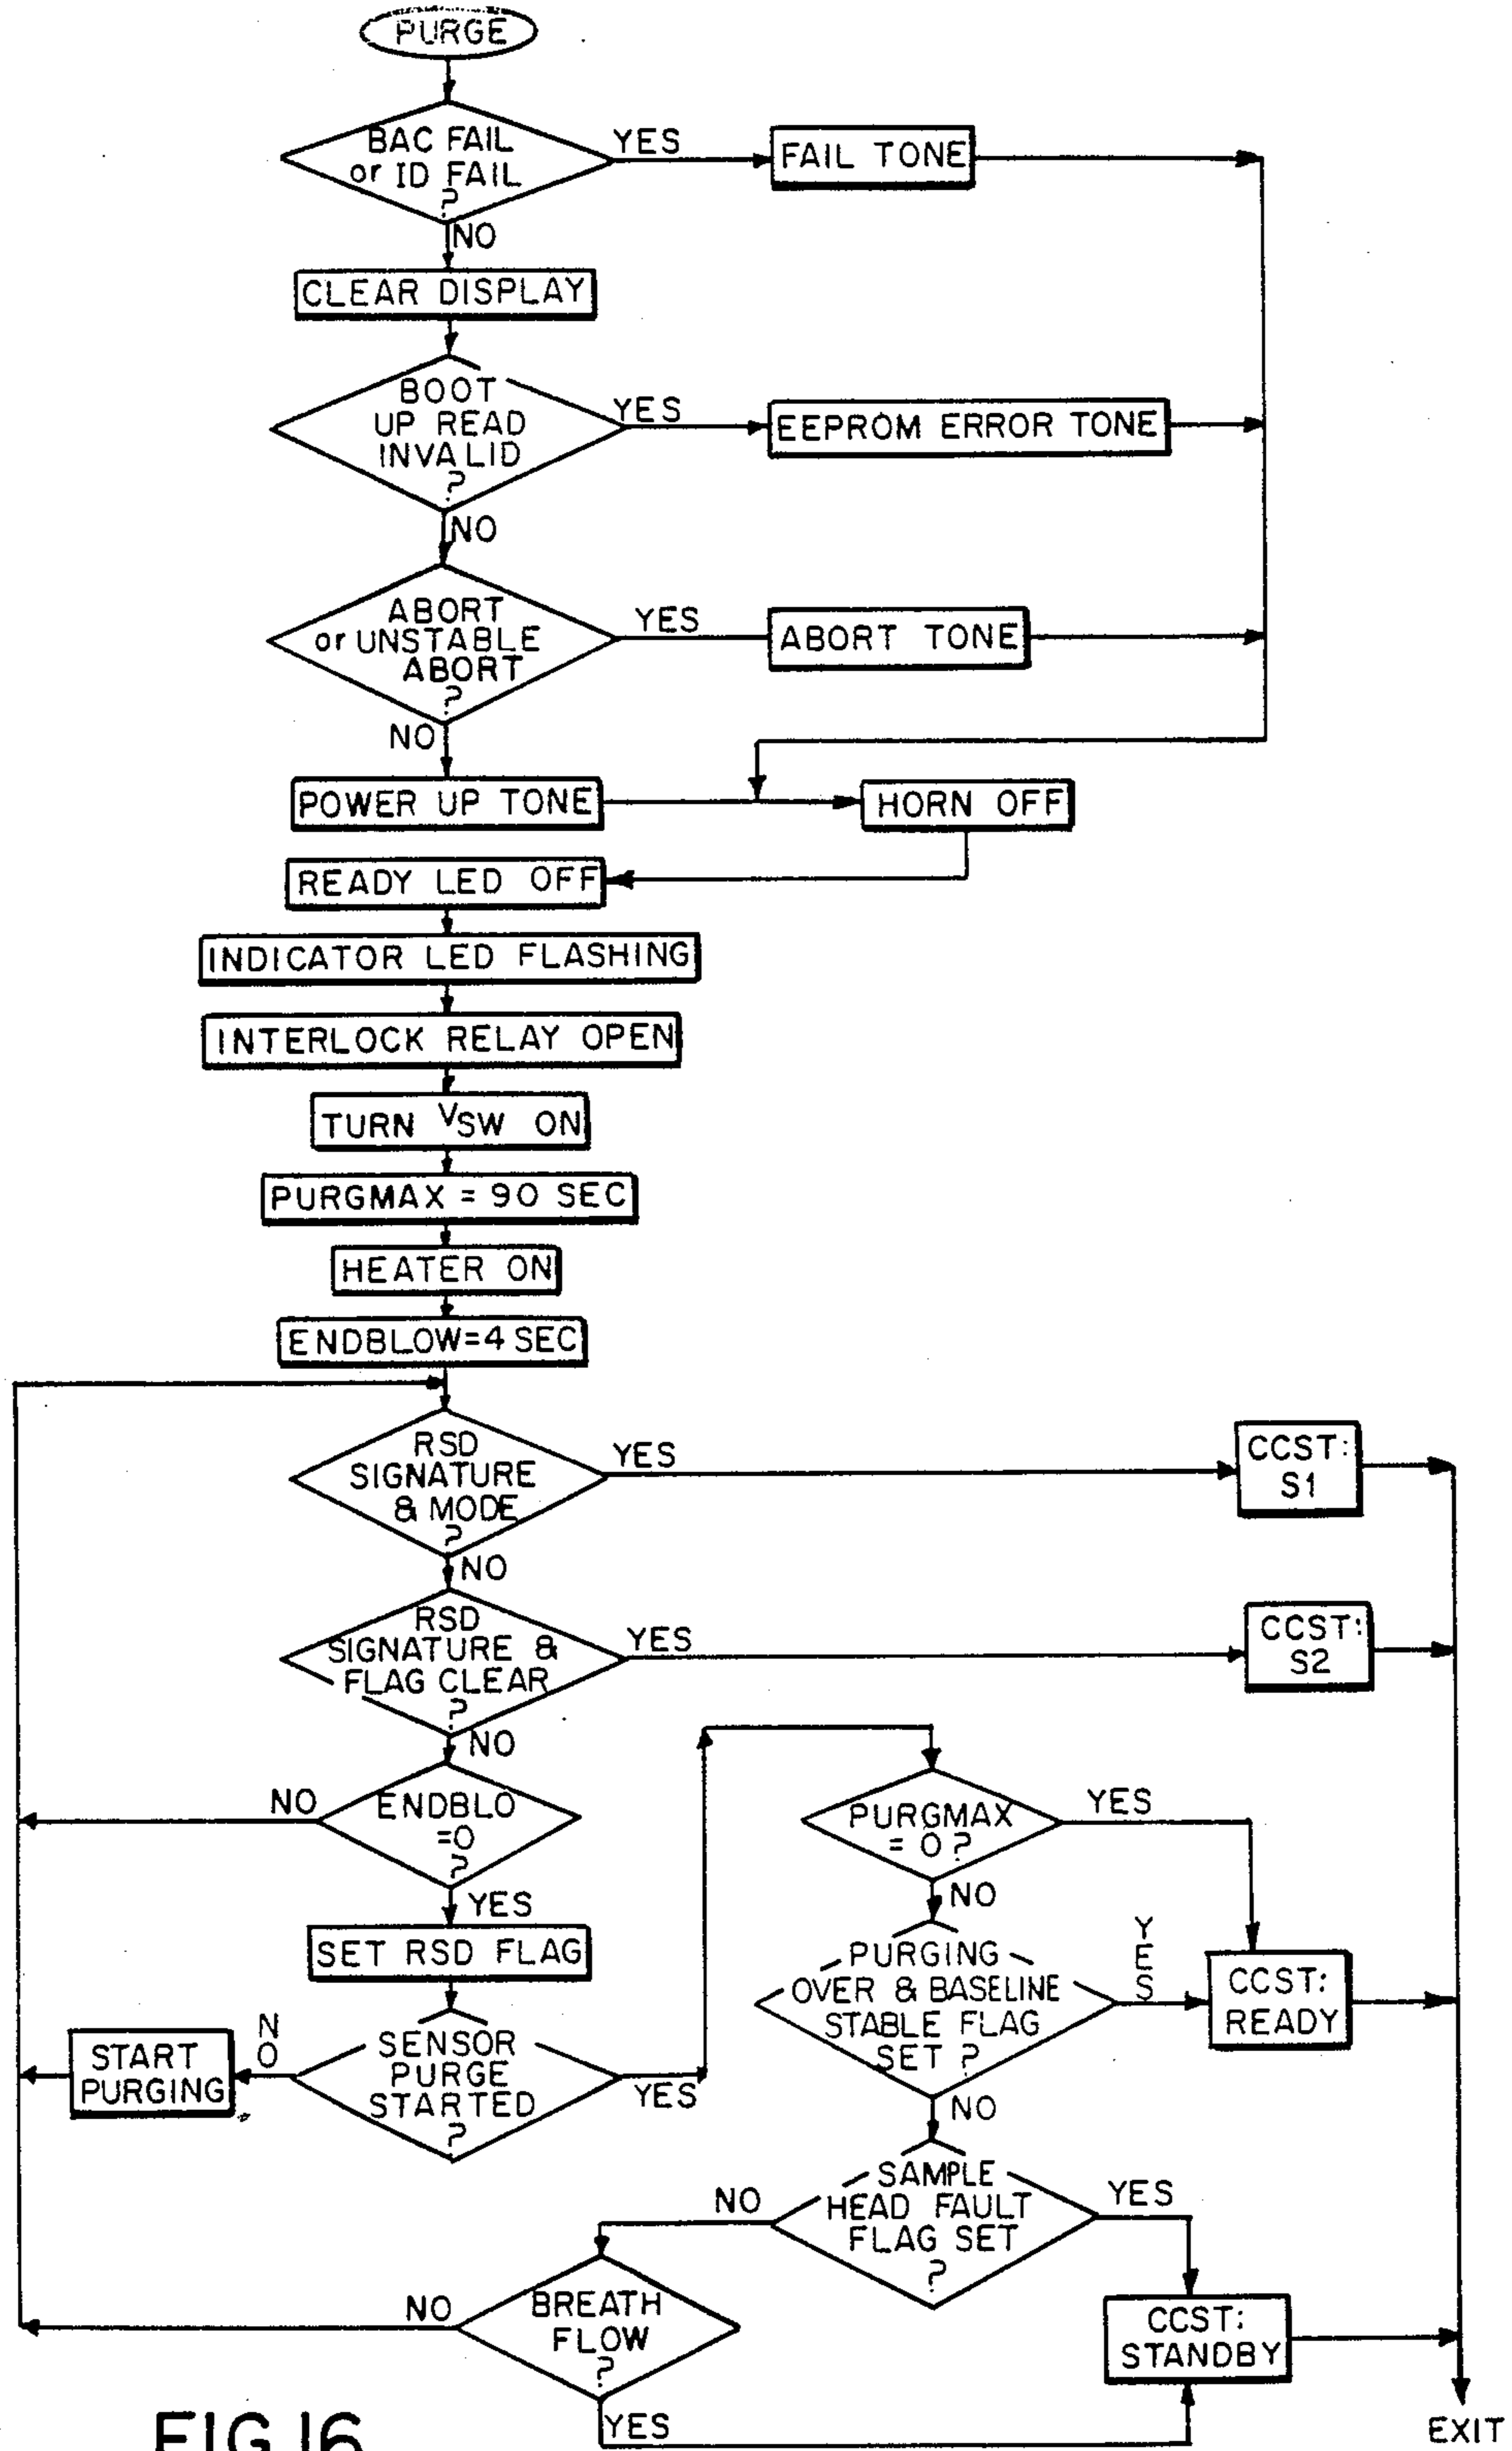 PURGE
BAC FAIL
or ID FAIL
?
YES
FAIL TONE
NO
CLEAR DISPLAY
BOOT
UP READ
INVALID
?
YES
EEPROM ERROR TONE
NO
ABORT
or UNSTABLE
ABORT
?
YES
ABORT TONE
NO
POWER UP TONE
HORN OFF
READY LED OFF
INDICATOR LED FLASHING
INTERLOCK RELAY OPEN
TURN VSW ON
PURGMAX = 90 SEC
HEATER ON
ENDBLOW=4 SEC
RSD
SIGNATURE
& MODE
?
YES
CCST:
S1
NO
RSD
SIGNATURE &
FLAG CLEAR
?
YES
CCST:
S2
NO
ENDBLO
=0
?
NO
YES
SET RSD FLAG
SENSOR
PURGE
STARTED
?
NO
START
PURGING
YES
PURGMAX
= 0 ?
YES
NO
PURGING
OVER & BASELINE
STABLE FLAG
SET ?
YES
CCST:
READY
NO
SAMPLE
HEAD FAULT
FLAG SET
?
YES
NO
BREATH
FLOW
?
NO
YES
CCST:
STANDBY
EXIT
FIG.16